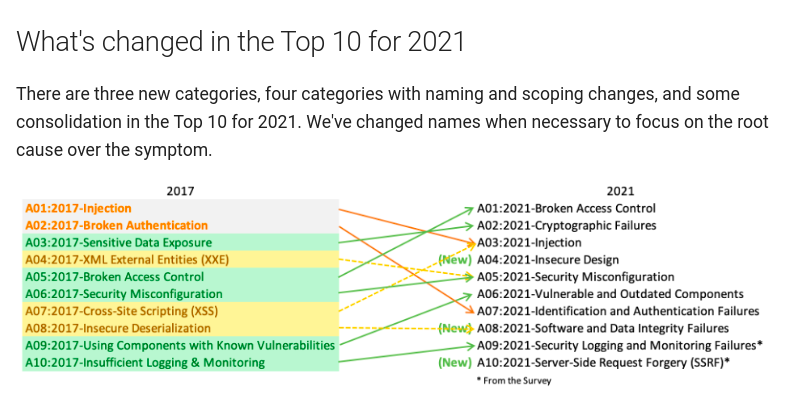 What's changed in the Top 10 for 2021
There are three new categories, four categories with naming and scoping changes, and some
consolidation in the Top 10 for 2021. We've changed names when necessary to focus on the root
cause over the symptom.
2017
A01:2017-Injection
A02:2017-Broken Authentication
A03:2017-Sensitive Data Exposure
A04:2017-XML External Entities (XXE)
A05:2017-Broken Access Control
A06:2017-Security Misconfiguration
A07:2017-Cross-Site Scripting (XSS)
A08:2017-Insecure Deserialization
A09:2017-Using Components with Known Vulnerabilities
A10:2017-Insufficient Logging & Monitoring
2021
A01:2021-Broken Access Control
A02:2021-Cryptographic Failures
A03:2021-Injection
(New) A04:2021-Insecure Design
A05:2021-Security Misconfiguration
A06:2021-Vulnerable and Outdated Components
A07:2021-Identification and Authentication Failures
(New) A08:2021-Software and Data Integrity Failures
A09:2021-Security Logging and Monitoring Failures*
(New) A10:2021-Server-Side Request Forgery (SSRF)*
* From the Survey